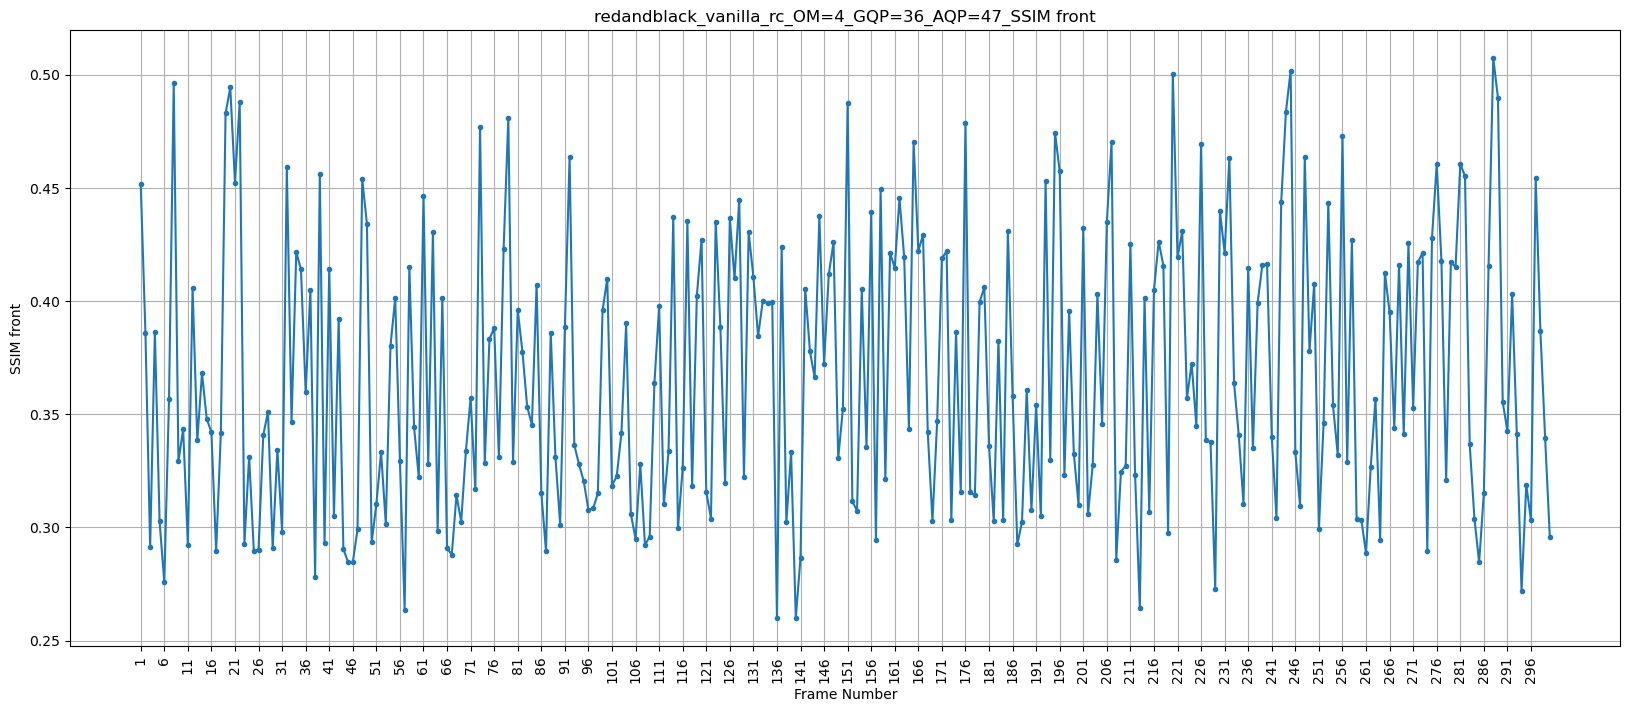 redandblack_vanilla_rc_OM=4_GQP=36_AQP=47_SSIM front
0.50
0.45
0.40
0.35
0.30
0.25
SSIM front
1 6 11 16 21 26 31 36 41 46 51 56 61 66 71 76 81 86 91 96 101 106 111 116 121 126 131 136 141 146 151 156 161 166 171 176 181 186 191 196 201 206 211 216 221 226 231 236 241 246 251 256 261 266 271 276 281 286 291 296
Frame Number